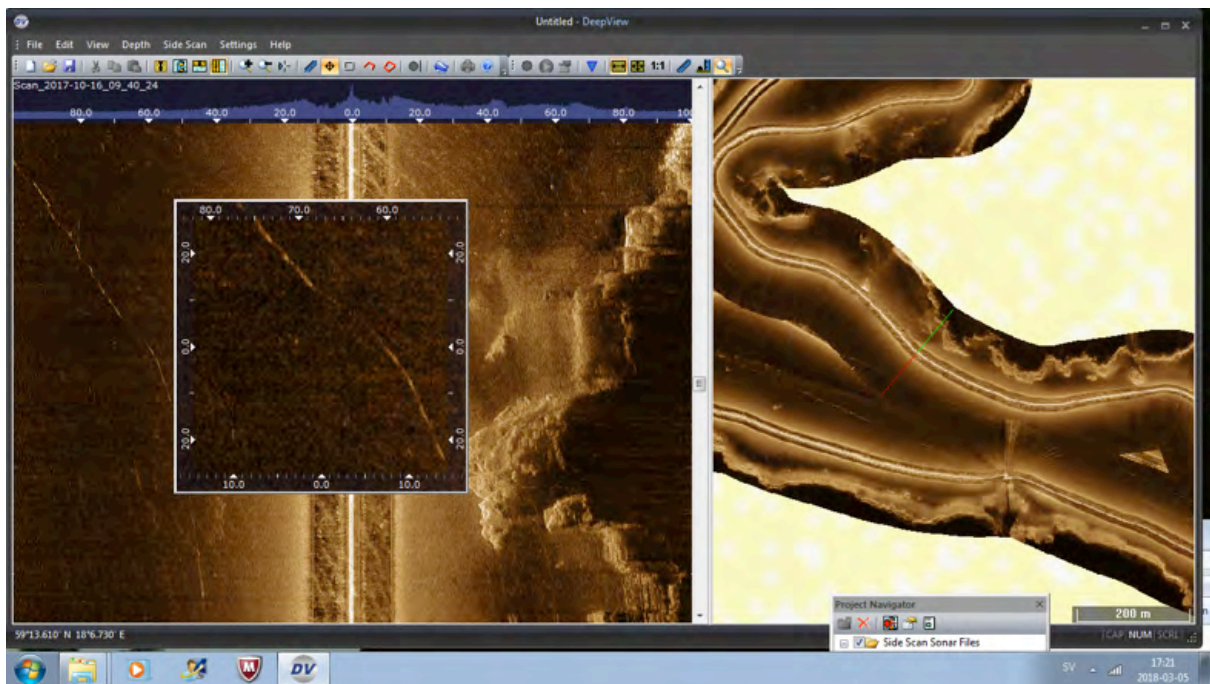 DV
Untitled - DeepView
File Edit View Depth Side Scan Settings Help
1:1
Scan_2017-10-16_09_40_24
80.0 60.0 40.0 20.0 0.0 20.0 40.0 60.0 80.0 100
80.0 70.0 60.0
20.0 20.0
0.0 0.0
20.0 20.0
10.0 0.0 10.0
Project Navigator
Side Scan Sonar Files
200 m
59°13.610' N 18°6.730' E
CAP NUM SCRL
DV
SV
17:21
2018-03-05